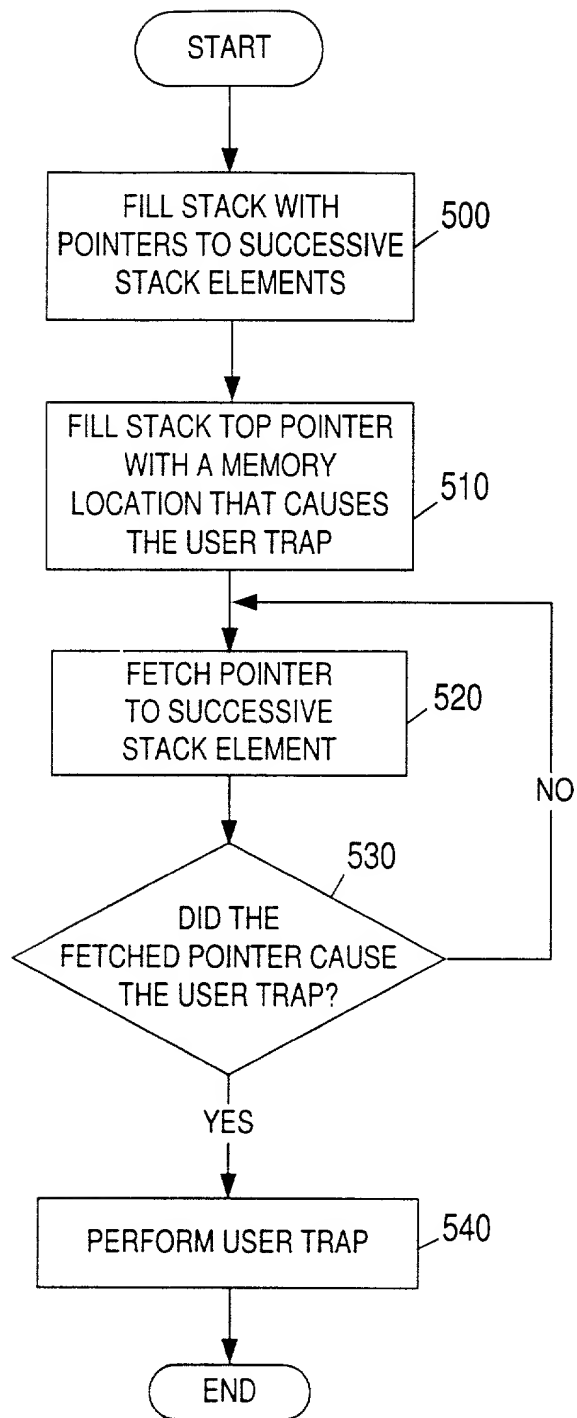 START
FILL STACK WITH
POINTERS TO SUCCESSIVE
STACK ELEMENTS
500
FILL STACK TOP POINTER
WITH A MEMORY
LOCATION THAT CAUSES
THE USER TRAP
510
FETCH POINTER
TO SUCCESSIVE
STACK ELEMENT
520
NO
530
DID THE
FETCHED POINTER CAUSE
THE USER TRAP?
YES
PERFORM USER TRAP
540
END